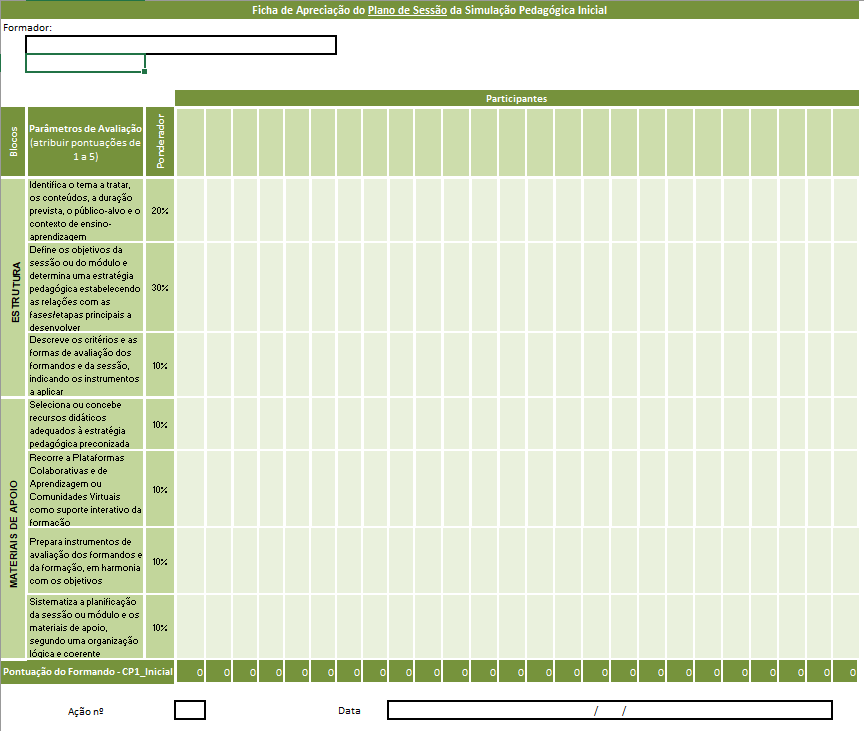 Ficha de Apreciação do Plano de Sessão da Simulação Pedagógica Inicial
Formador:
Participantes
Blocos
Parâmetros de Avaliação
(atribuir pontuações de
1 a 5)
Ponderador
ESTRUTURA
Identifica o tema a tratar,
os conteúdos, a duração
prevista, o público-alvo e o
contexto de ensino-
aprendizagem
20%
Define os objetivos da
sessão ou do módulo e
determina uma estratégia
pedagógica estabelecendo
as relações com as
fases/etapas principais a
desenvolver
30%
Descreve os critérios e as
formas de avaliação dos
formandos e da sessão,
indicando os instrumentos
a aplicar
10%
MATERIAIS DE APOIO
Seleciona ou concebe
recursos didáticos
adequados à estratégia
pedagógica preconizada
10%
Recorre a Plataformas
Colaborativas e de
Aprendizagem ou
Comunidades Virtuais
como suporte interativo da
formação
10%
Prepara instrumentos de
avaliação dos formandos e
da formação, em harmonia
com os objetivos
10%
Sistematiza a planificação
da sessão ou módulo e os
materiais de apoio,
segundo uma organização
lógica e coerente
10%
Pontuação do Formando - CP1_Inicial 0 0 0 0 0 0 0 0 0 0 0 0 0 0 0 0 0 0 0 0 0 0 0 0 0
Ação nº
Data / /